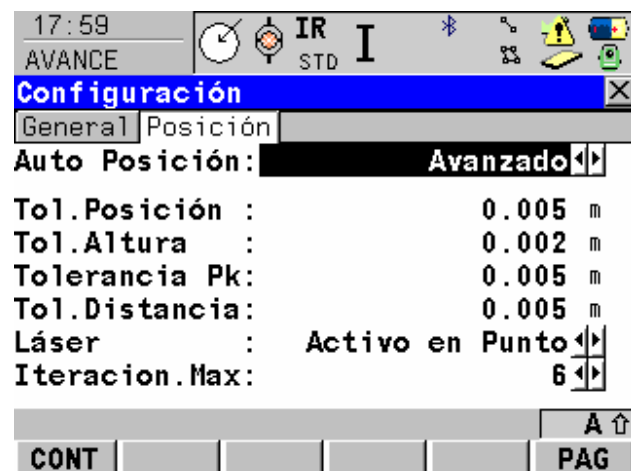 17:59
AVANCE
IR
STD
I
Configuración
General Posición
Auto Posición: Avanzado
Tol.Posición : 0.005 m
Tol.Altura : 0.002 m
Tolerancia Pk: 0.005 m
Tol.Distancia: 0.005 m
Láser : Activo en Punto
Iteracion.Max: 6
A
CONT PAG